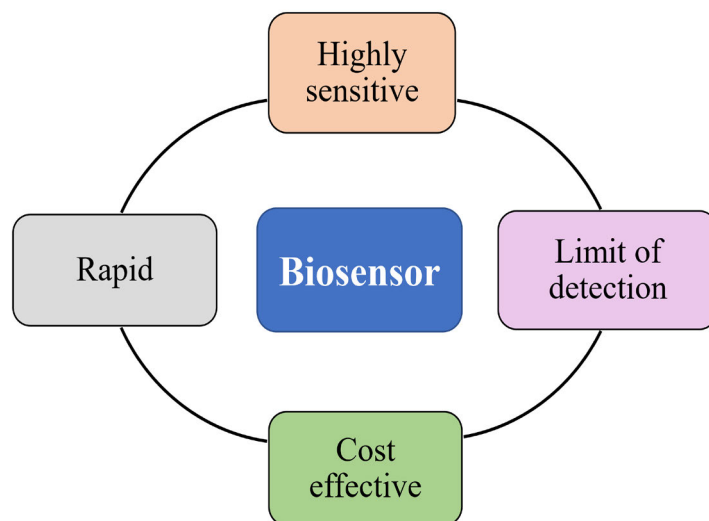 Highly
sensitive
Rapid
Biosensor
Limit of
detection
Cost
effective